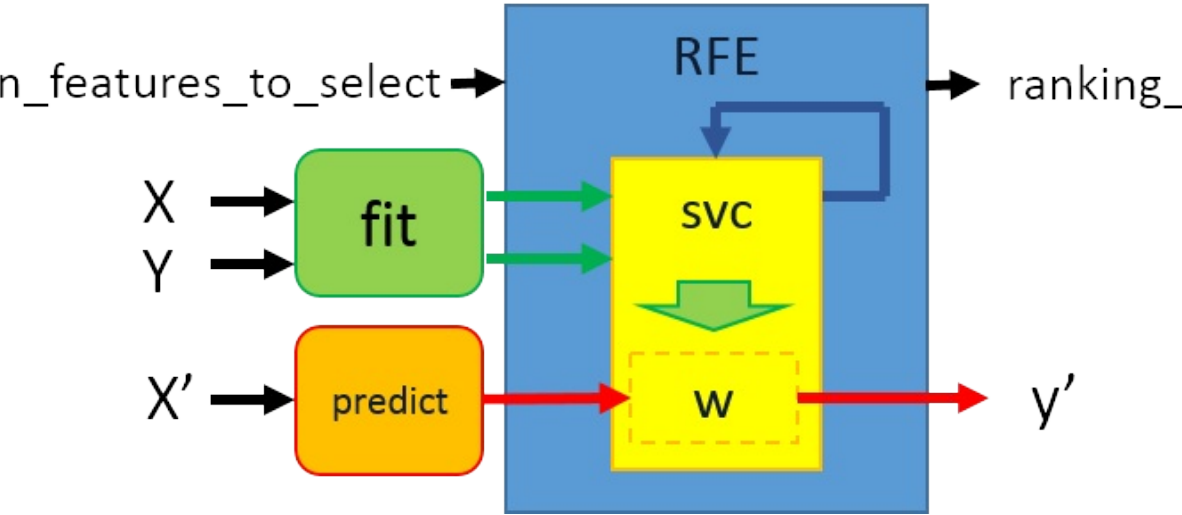 RFE
n_features_to_select
ranking_
X
fit
svc
Y
X’
predict
w
y’